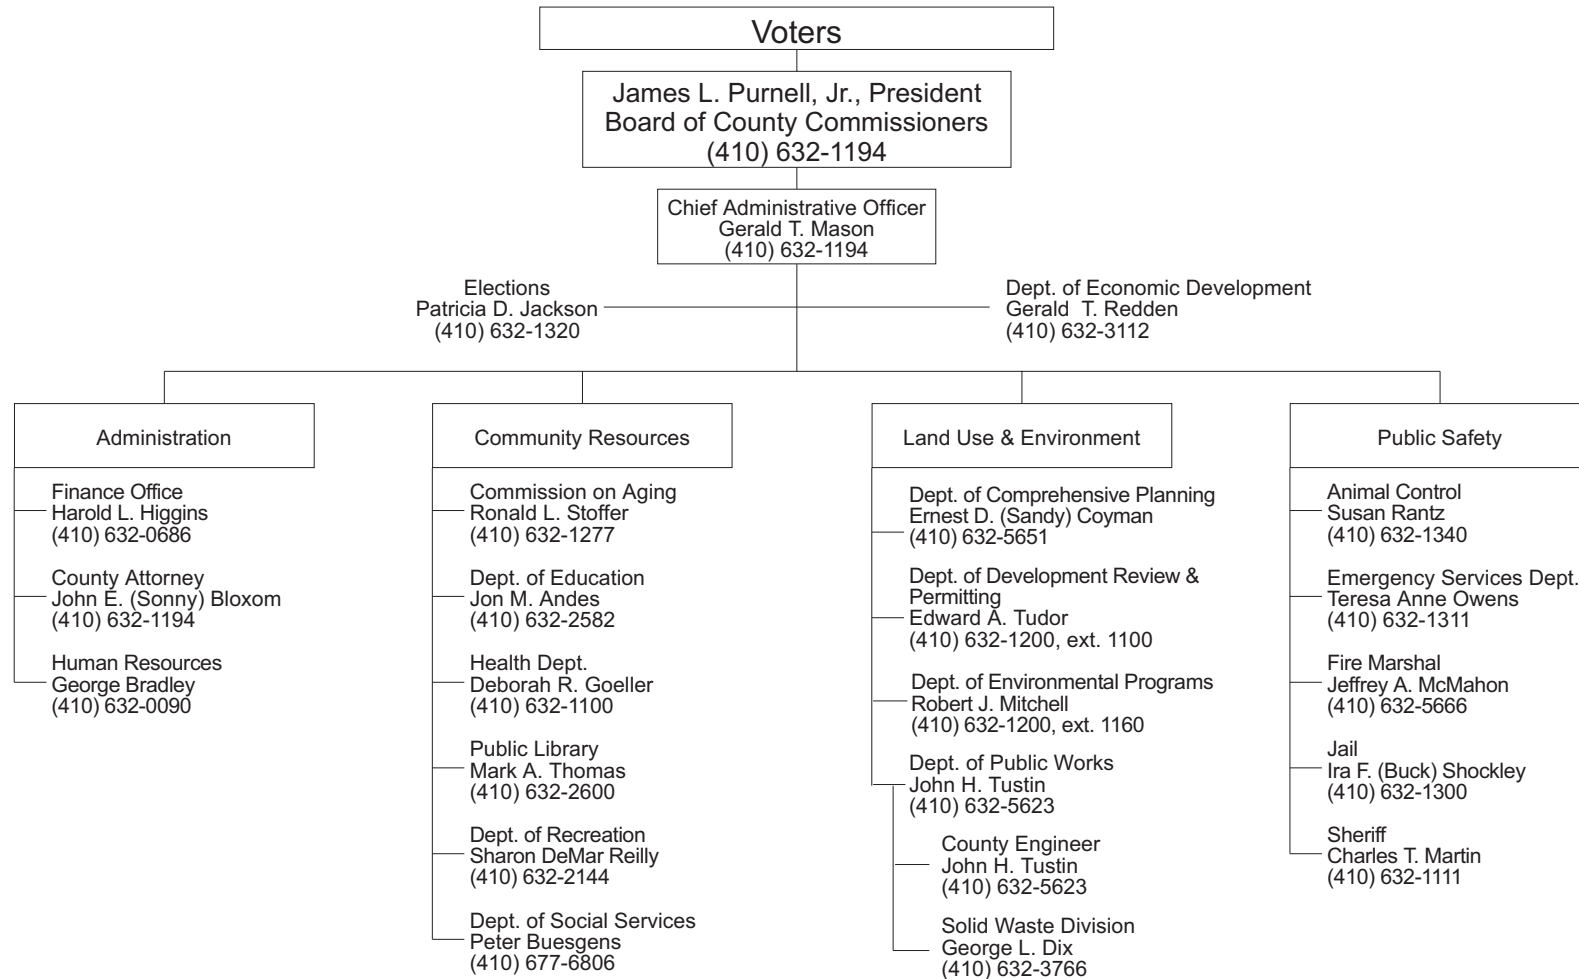 Voters
James L. Purnell, Jr., President
Board of County Commissioners
(410) 632-1194
Chief Administrative Officer
Gerald T. Mason
(410) 632-1194
Elections
Patricia D. Jackson
(410) 632-1320
Dept. of Economic Development
Gerald T. Redden
(410) 632-3112
Administration
Finance Office
Harold L. Higgins
(410) 632-0686
County Attorney
John E. (Sonny) Bloxom
(410) 632-1194
Human Resources
George Bradley
(410) 632-0090
Community Resources
Commission on Aging
Ronald L. Stoffer
(410) 632-1277
Dept. of Education
Jon M. Andes
(410) 632-2582
Health Dept.
Deborah R. Goeller
(410) 632-1100
Public Library
Mark A. Thomas
(410) 632-2600
Dept. of Recreation
Sharon DeMar Reilly
(410) 632-2144
Dept. of Social Services
Peter Buesgens
(410) 677-6806
Land Use & Environment
Dept. of Comprehensive Planning
Ernest D. (Sandy) Coyman
(410) 632-5651
Dept. of Development Review &
Permitting
Edward A. Tudor
(410) 632-1200, ext. 1100
Dept. of Environmental Programs
Robert J. Mitchell
(410) 632-1200, ext. 1160
Dept. of Public Works
John H. Tustin
(410) 632-5623
County Engineer
John H. Tustin
(410) 632-5623
Solid Waste Division
George L. Dix
(410) 632-3766
Public Safety
Animal Control
Susan Rantz
(410) 632-1340
Emergency Services Dept.
Teresa Anne Owens
(410) 632-1311
Fire Marshal
Jeffrey A. McMahon
(410) 632-5666
Jail
Ira F. (Buck) Shockley
(410) 632-1300
Sheriff
Charles T. Martin
(410) 632-1111